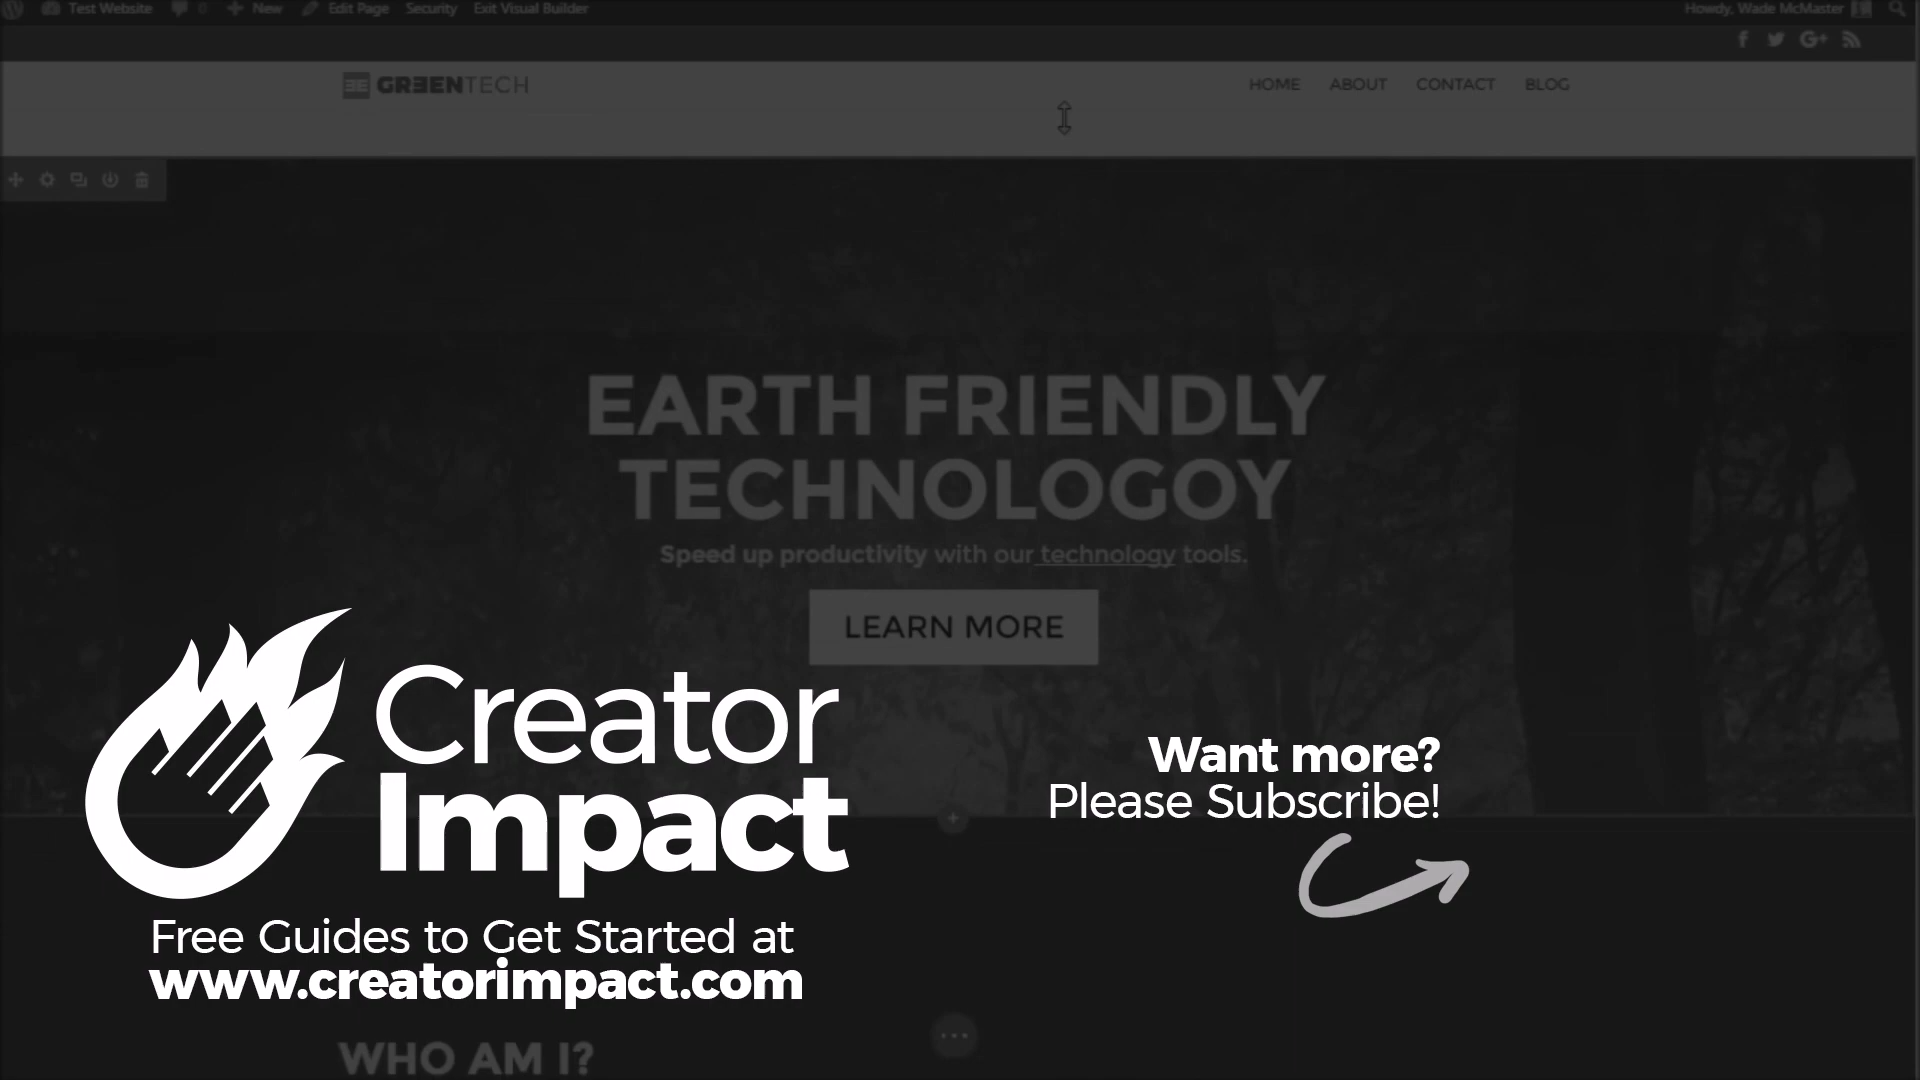 Test Website 0 New Edit Page Security Exit Visual Builder Howdy, Wade McMaster
G+
GREENTECH HOME ABOUT CONTACT BLOG
EARTH FRIENDLY
TECHNOLOGOY
Speed up productivity with our technology tools.
LEARN MORE
Creator
Impact
Want more?
Please Subscribe!
Free Guides to Get Started at
www.creatorimpact.com
WHO AM I?